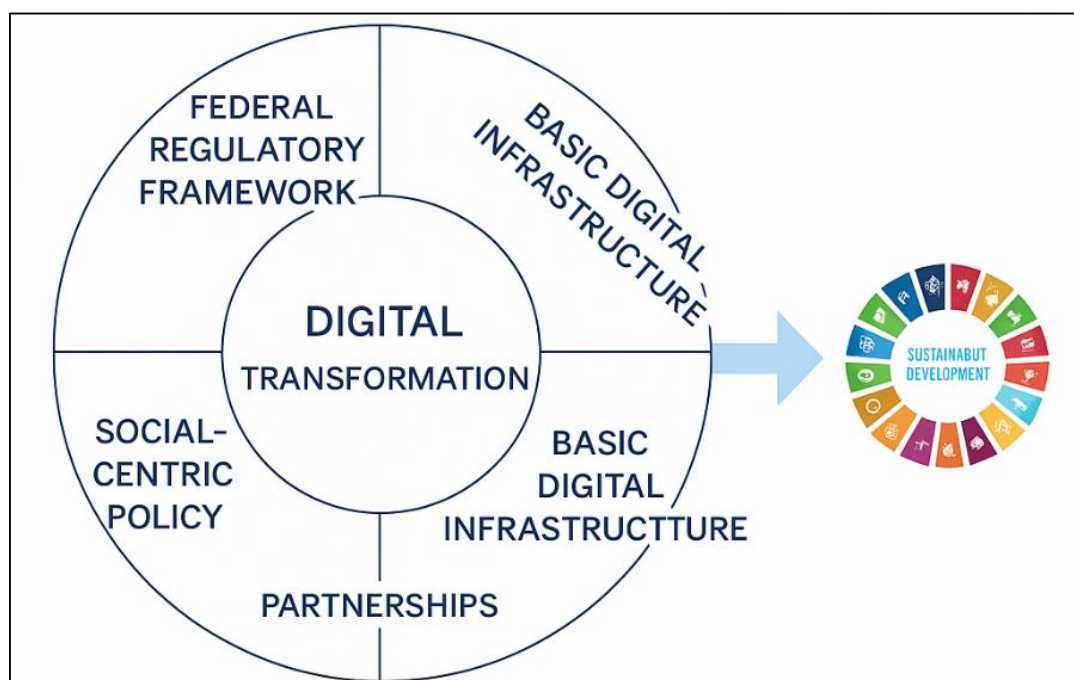 FEDERAL
REGULATORY
FRAMEWORK
BASIC DIGITAL
INFRASTRUCTURE
DIGITAL
TRANSFORMATION
SOCIAL-
CENTRIC
POLICY
BASIC
DIGITAL
INFRASTRUCTTURE
PARTNERSHIPS
SUSTAINABUT
DEVELOPMENT